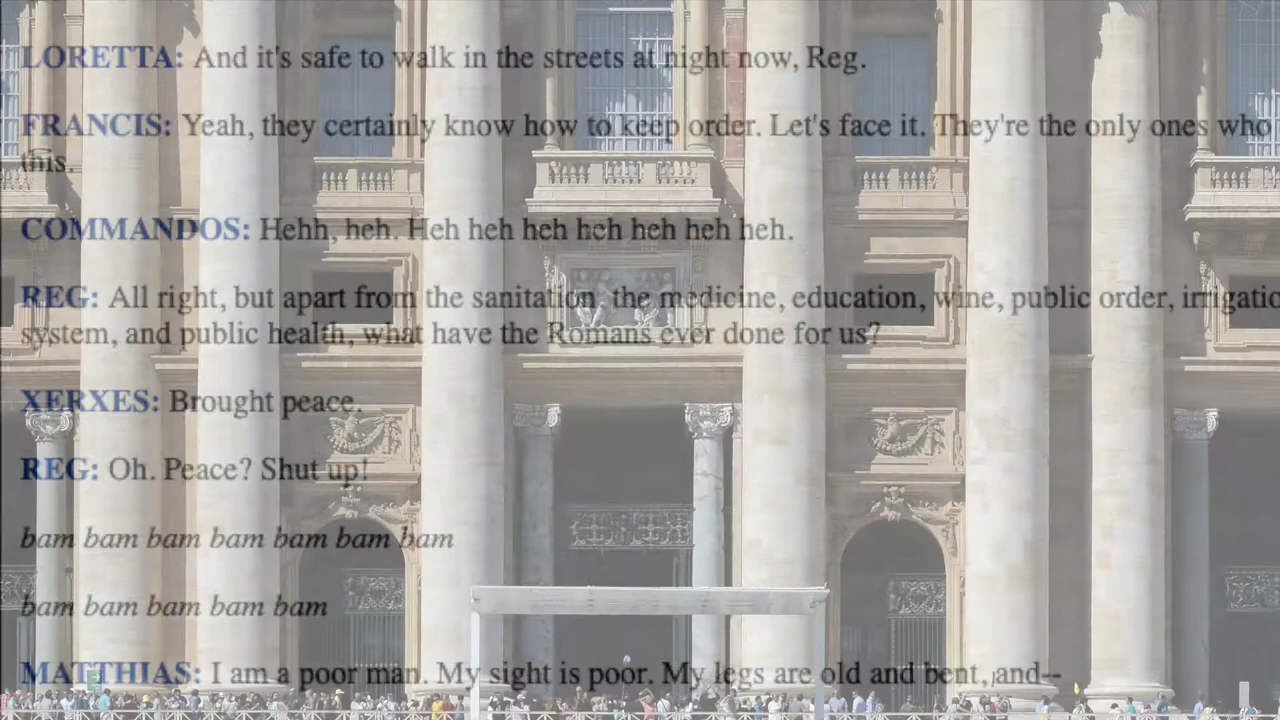 LORETTA: And it's safe to walk in the streets at night now, Reg.
FRANCIS: Yeah, they certainly know how to keep order. Let's face it. They're the only ones who
this.
COMMANDOS: Hehh, heh. Heh heh heh heh heh heh heh.
REG: All right, but apart from the sanitation, the medicine, education, wine, public order, irrigatio
system, and public health, what have the Romans ever done for us?
XERXES: Brought peace.
REG: Oh. Peace? Shut up!
bam bam bam bam bam bam bam
bam bam bam bam bam
MATTHIAS: I am a poor man. My sight is poor. My legs are old and bent, and--